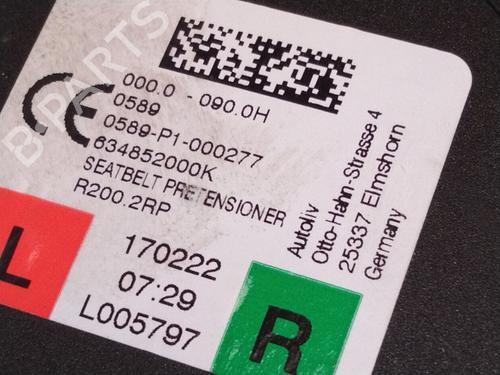 000.0 - 090.0H
0589
0589-P1-000277
634852000K
SEATBELT PRETENSIONER
R200.2RP
170222
07:29
L005797
L
R
Autoliv
Otto-Hahn-Strasse 4
25337 Elmshorn
Germany
CE
B-PARTS